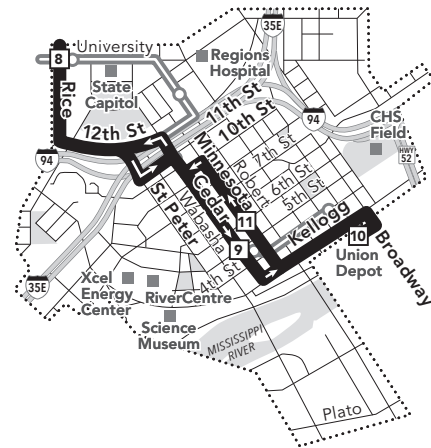 35E
University
8
Regions
Hospital
State
Capitol
Rice
11th St
10th St
94
12th St
CHS
Field
Minnesota
7th St
Robert
94
HWY
52
6th St
5th St
St Peter
Cedar
Wabasha
11
Kellogg
9
10
Broadway
4th St
Union
Depot
35E
Xcel
Energy
Center
RiverCentre
Science
Museum
MISSISSIPPI
RIVER
Plato